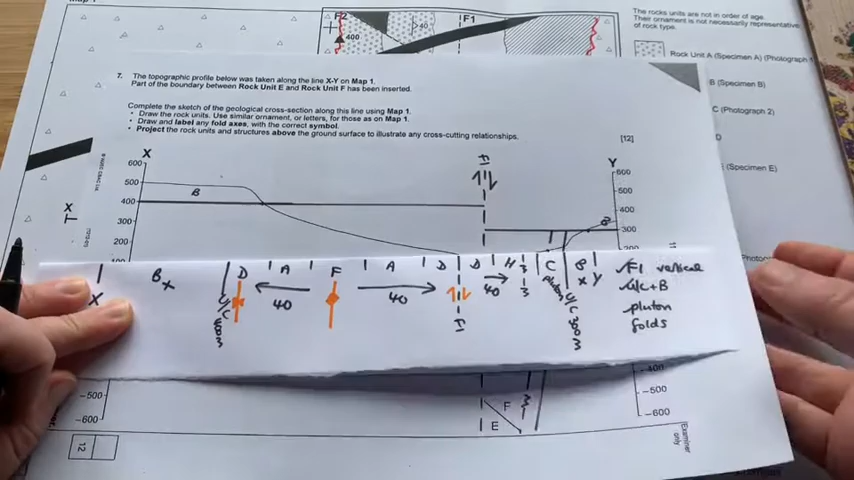 F2
F1
400
40
The rocks units are not in order of age.
Their ornament is not necessarily representative
of rock type.
Rock Unit A (Specimen A) (Photograph
B (Specimen B)
C (Photograph 2)
E (Specimen E)
7. The topographic profile below was taken along the line X-Y on Map 1.
Part of the boundary between Rock Unit E and Rock Unit F has been inserted.
Complete the sketch of the geological cross-section along this line using Map 1.
• Draw the rock units. Use similar ornament, or letters, for those as on Map 1.
• Draw and label any fold axes, with the correct symbol.
• Project the rock units and structures above the ground surface to illustrate any cross-cutting relationships.
[12]
X
F1
Y
600
500
400
300
200
B
600
500
400
300
B
X
B x
D
A
F
A
D
D
H
C
B
x
Y
U/C 400m
40
40
F1
40
pluton
U/C 300m
✓F1 vertical
✓U/C + B
pluton
folds
-500
-600
F
E
-400
-500
-600
12
Examiner
only